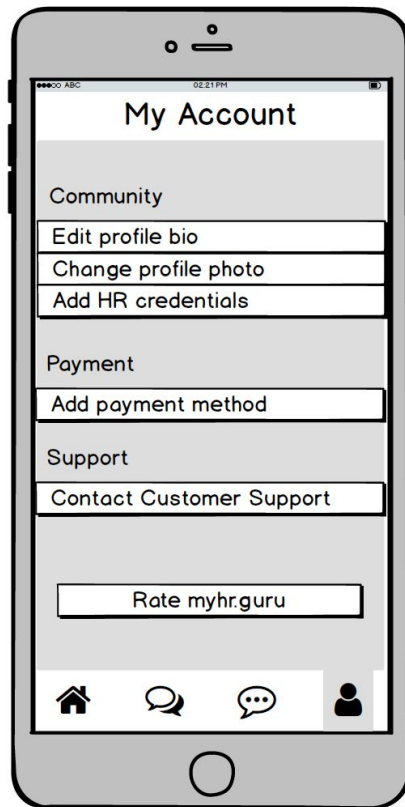 ABC 02:21 PM
My Account
Community
Edit profile bio
Change profile photo
Add HR credentials
Payment
Add payment method
Support
Contact Customer Support
Rate myhr.guru